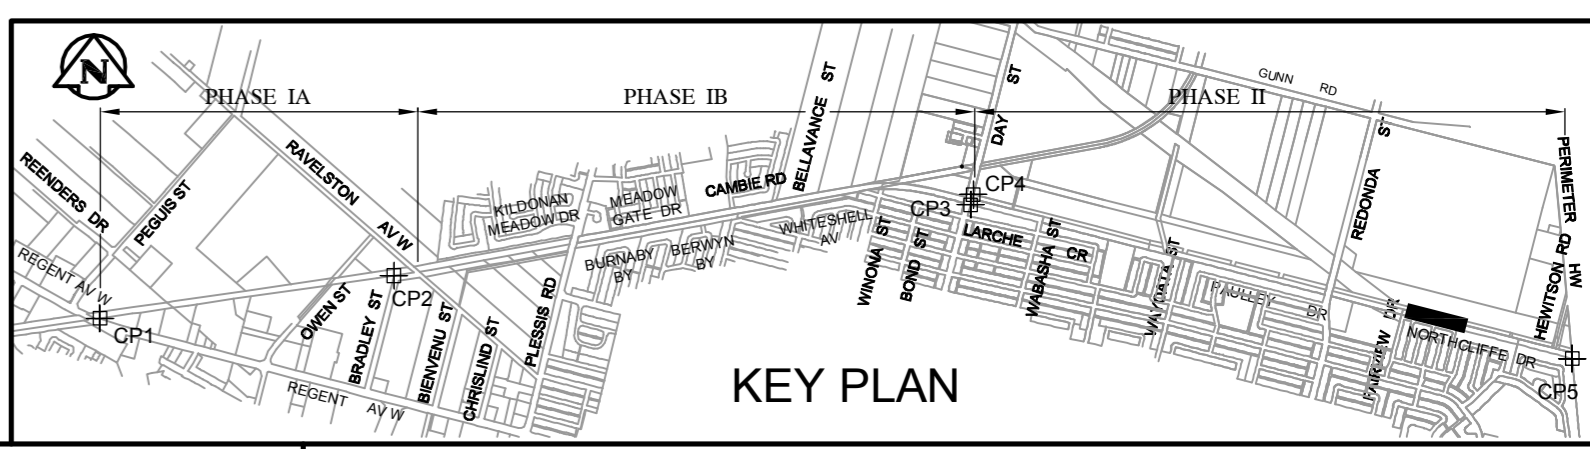 N
PHASE IA
PHASE IB
PHASE II
GUNN RD
REENDERS DR
PEGUIS ST
RAVELSTON AV W
KILDONAN
MEADOW DR
MEADOW
GATE DR
CAMBIE RD
BELLAVANCE ST
DAY ST
REDONDA ST
PERIMETER HW
HEWITSON RD
CP4
CP3
LARCHE CR
WHITESHELL
AV
WINONA ST
BOND ST
WABASHA ST
WAYOATA ST
PAULLEY DR
FAIRVIEW DR
NORTHCLIFFE DR
REGENT AV W
CP1
CP2
OWEN ST
BRADLEY ST
BIENVENU ST
CHRISLIND ST
PLESSIS RD
BURNABY
BY
BERWYN
BY
REGENT AV W
KEY PLAN
CP5